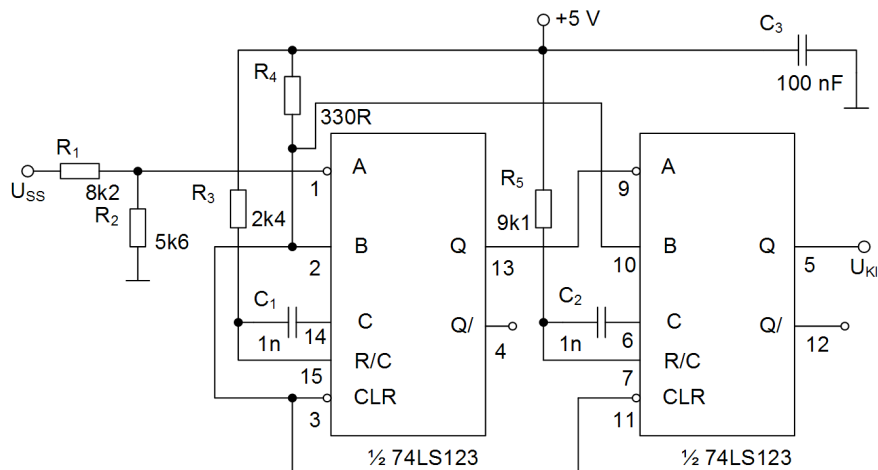 +5 V
C3
100 nF
R4
330R
R1
8k2
USS
R2
5k6
R3
2k4
C1
1n
A
1
B
2
C
14
R/C
15
CLR
3
Q
13
Q/
4
½ 74LS123
R5
9k1
C2
1n
A
9
B
10
C
6
R/C
7
CLR
11
Q
5
Q/
12
½ 74LS123